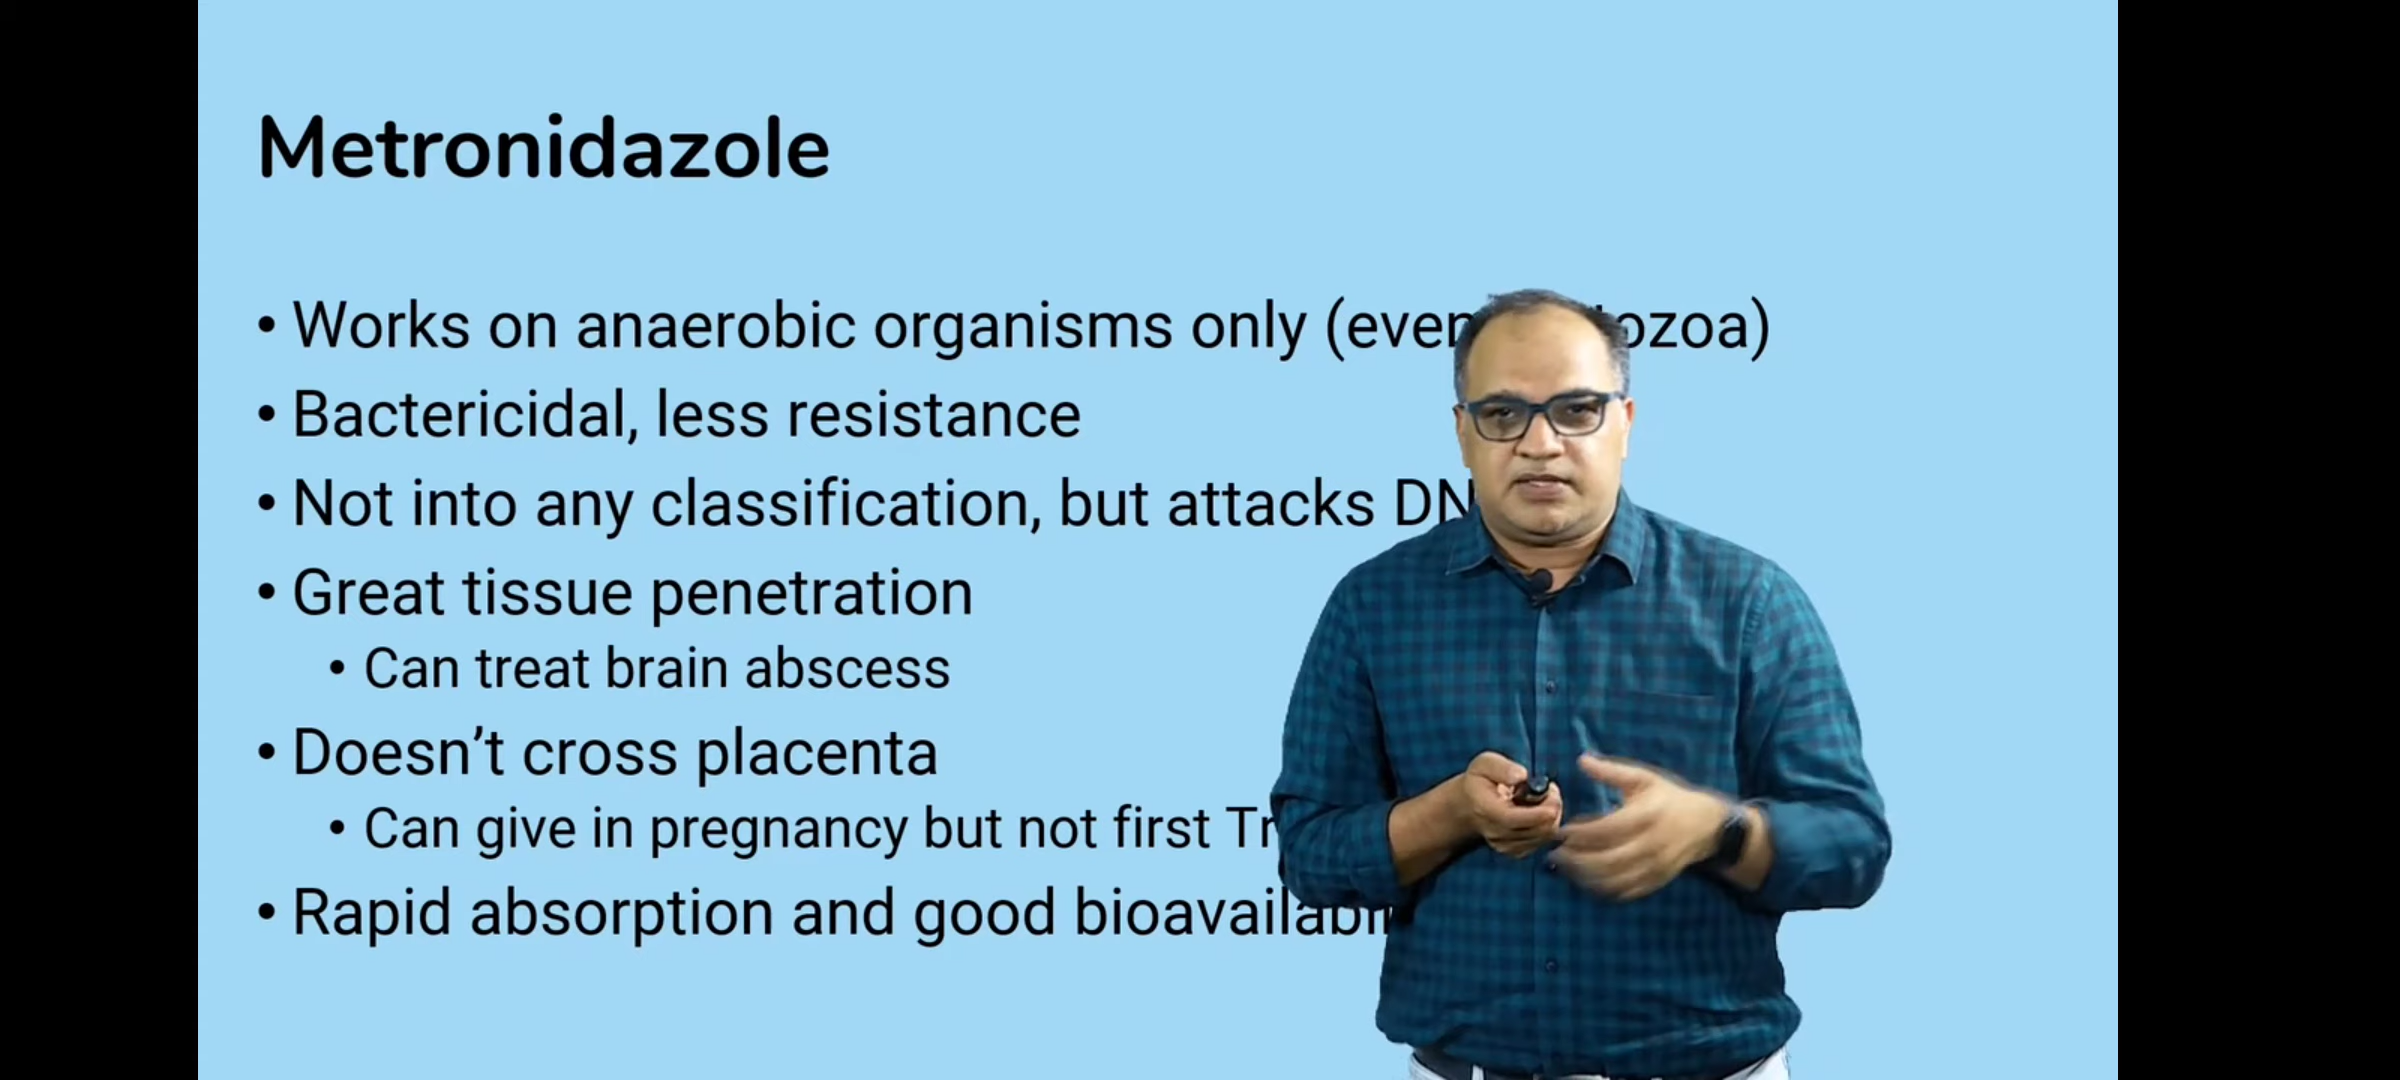 Metronidazole
• Works on anaerobic organisms only (even
• Bactericidal, less resistance
• Not into any classification, but attacks
• Great tissue penetration
• Can treat brain abscess
• Doesn’t cross placenta
• Can give in pregnancy but not first
• Rapid absorption and good